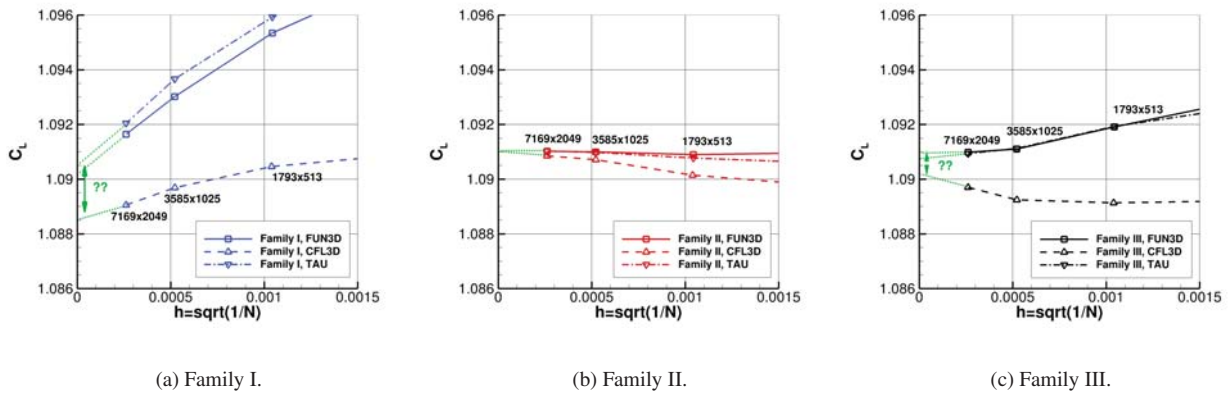 1.096
1.094
1.092
1.09
1.088
1.086
C_L
??
7169x2049
3585x1025
1793x513
Family I, FUN3D
Family I, CFL3D
Family I, TAU
0
0.0005
0.001
0.0015
h=sqrt(1/N)
(a) Family I.
1.096
1.094
1.092
1.09
1.088
1.086
C_L
7169x2049
3585x1025
1793x513
Family II, FUN3D
Family II, CFL3D
Family II, TAU
0
0.0005
0.001
0.0015
h=sqrt(1/N)
(b) Family II.
1.096
1.094
1.092
1.09
1.088
1.086
C_L
7169x2049
3585x1025
1793x513
??
Family III, FUN3D
Family III, CFL3D
Family III, TAU
0
0.0005
0.001
0.0015
h=sqrt(1/N)
(c) Family III.